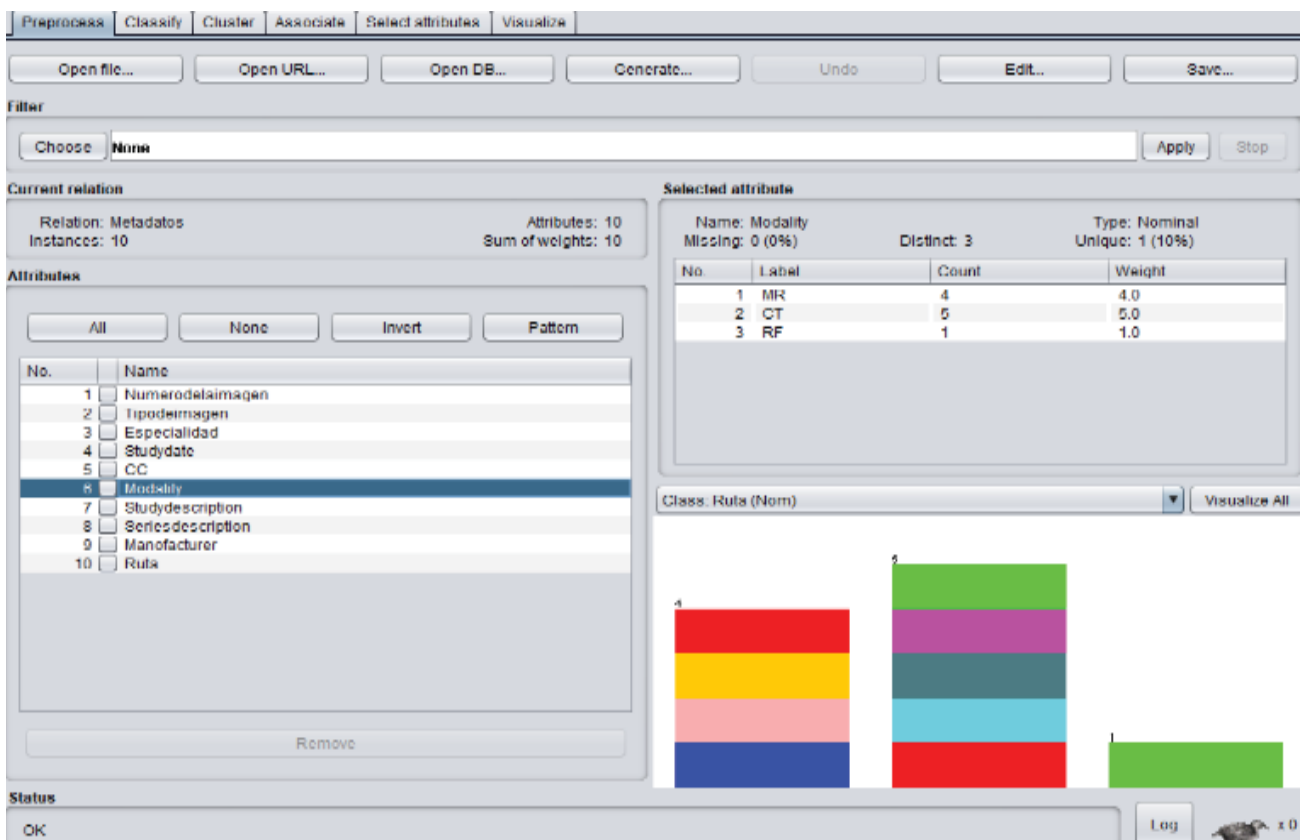 Preprocess Classify Cluster Associate Select attributes Visualize
Open file... Open URL... Open DB... Generate... Undo Edit... Save...
Filter
Choose None Apply Stop
Current relation
Relation: Metadatos Attributes: 10
Instances: 10 Sum of weights: 10
Attributes
All None Invert Pattern
No. Name
1 Numerodelaimagen
2 Tipodeimagen
3 Especialidad
4 Studydate
5 CC
6 Modality
7 Studydescription
8 Seriesdescription
9 Manofacturer
10 Ruta
Remove
Selected attribute
Name: Modality Type: Nominal
Missing: 0 (0%) Distinct: 3 Unique: 1 (10%)
No. Label Count Weight
1 MR 4 4.0
2 CT 5 5.0
3 RF 1 1.0
Class: Ruta (Nom) Visualize All
4
5
1
Status
OK
Log x 0